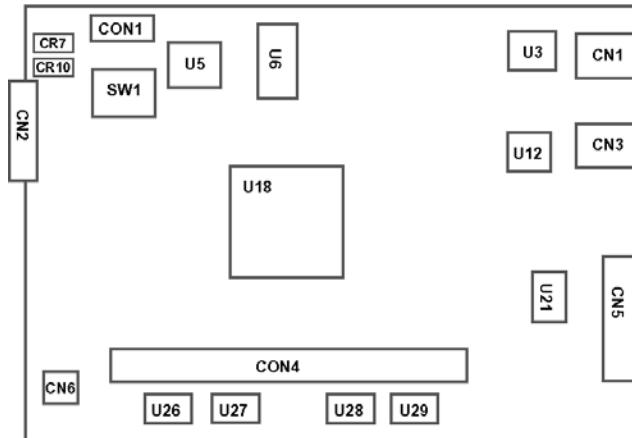 CON1
CR7
CR10
SW1
U5
U6
U3
CN1
CN2
U12
CN3
U18
U21
CN5
CON4
CN6
U26
U27
U28
U29